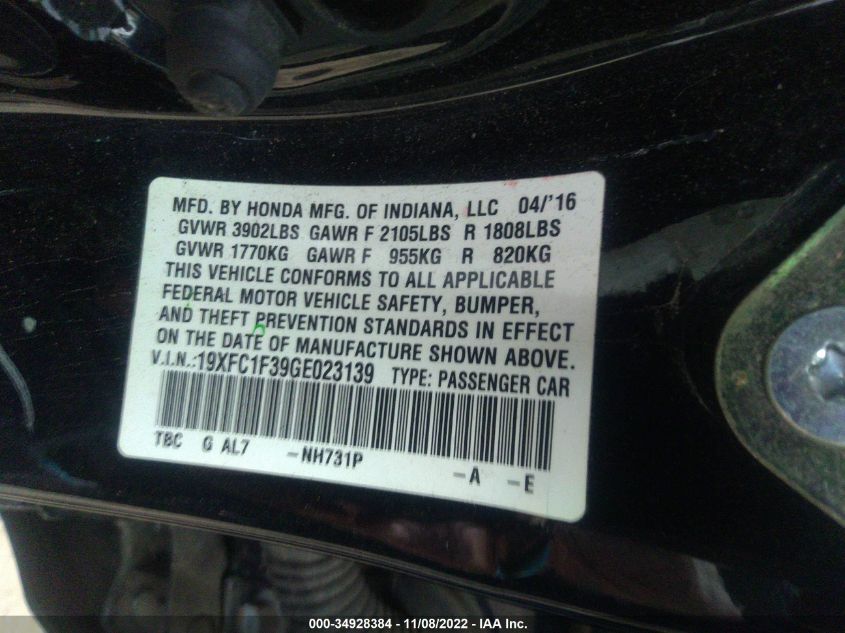 MFD. BY HONDA MFG. OF INDIANA, LLC 04/'16
GVWR 3902LBS GAWR F 2105LBS R 1808LBS
GVWR 1770KG GAWR F 955KG R 820KG
THIS VEHICLE CONFORMS TO ALL APPLICABLE
FEDERAL MOTOR VEHICLE SAFETY, BUMPER,
AND THEFT PREVENTION STANDARDS IN EFFECT
ON THE DATE OF MANUFACTURE SHOWN ABOVE.
V.I.N.:19XFC1F39GE023139 TYPE: PASSENGER CAR
TBC G AL7 -NH731P -A -E
000-34928384 - 11/08/2022 - IAA Inc.